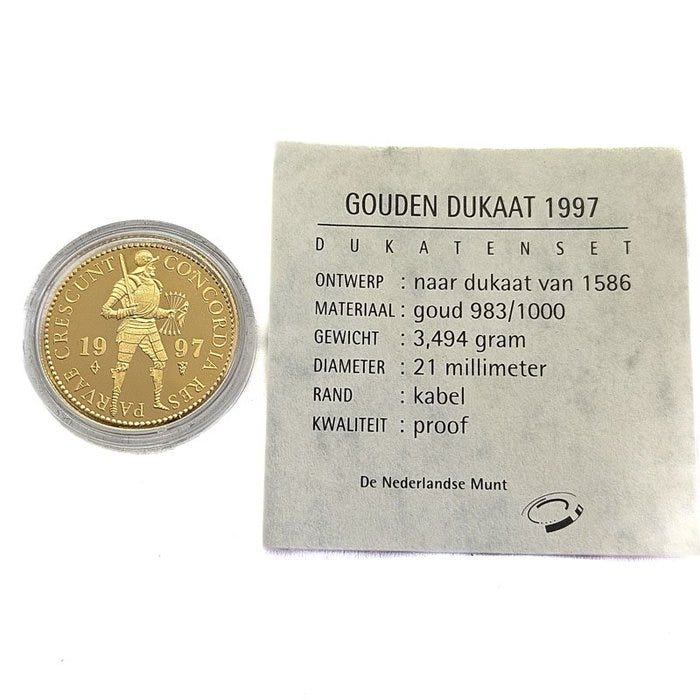 CONCORDIA RES PARVAE CRESCUNT
19 97
GOUDEN DUKAAT 1997
DUKATENSET
ONTWERP : naar dukaat van 1586
MATERIAAL : goud 983/1000
GEWICHT : 3,494 gram
DIAMETER : 21 millimeter
RAND : kabel
KWALITEIT : proof
De Nederlandse Munt